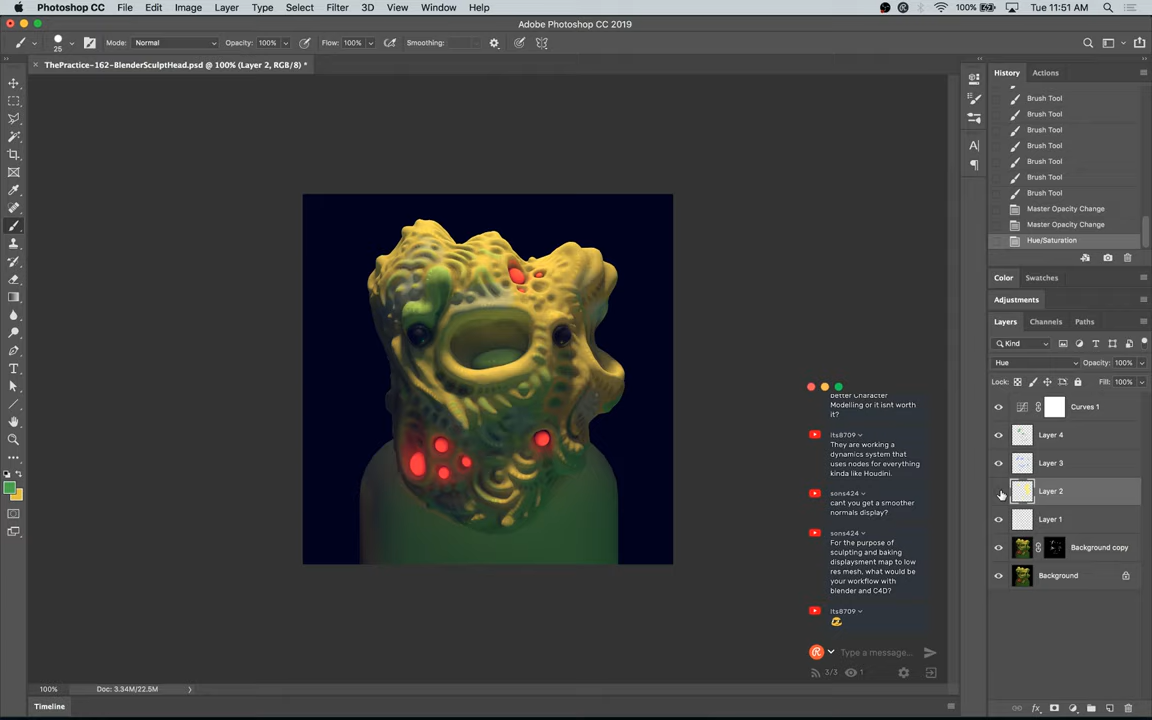 Photoshop CC File Edit Image Layer Type Select Filter 3D View Window Help 100% Tue 11:51 AM
Adobe Photoshop CC 2019
25 Mode: Normal Opacity: 100% Flow: 100% Smoothing:
ThePractice-162-BlenderSculptHead.psd @ 100% (Layer 2, RGB/8) *
History Actions
Brush Tool
Brush Tool
Brush Tool
Brush Tool
Brush Tool
Brush Tool
Brush Tool
Master Opacity Change
Master Opacity Change
Hue/Saturation
Color Swatches
Adjustments
Layers Channels Paths
Kind
Hue Opacity: 100%
Lock: Fill: 100%
Curves 1
Layer 4
Layer 3
Layer 2
Layer 1
Background copy
Background
better Character
Modelling or it isnt worth
it?
Its8709
They are working a
dynamics system that
uses nodes for everything
kinda like Houdini.
sons424
cant you get a smoother
normals display?
sons424
For the purpose of
sculpting and baking
displaysment map to low
res mesh, what would be
your workflow with
blender and C4D?
Its8709
Type a message...
3/3 1
100% Doc: 3.34M/22.5M
Timeline